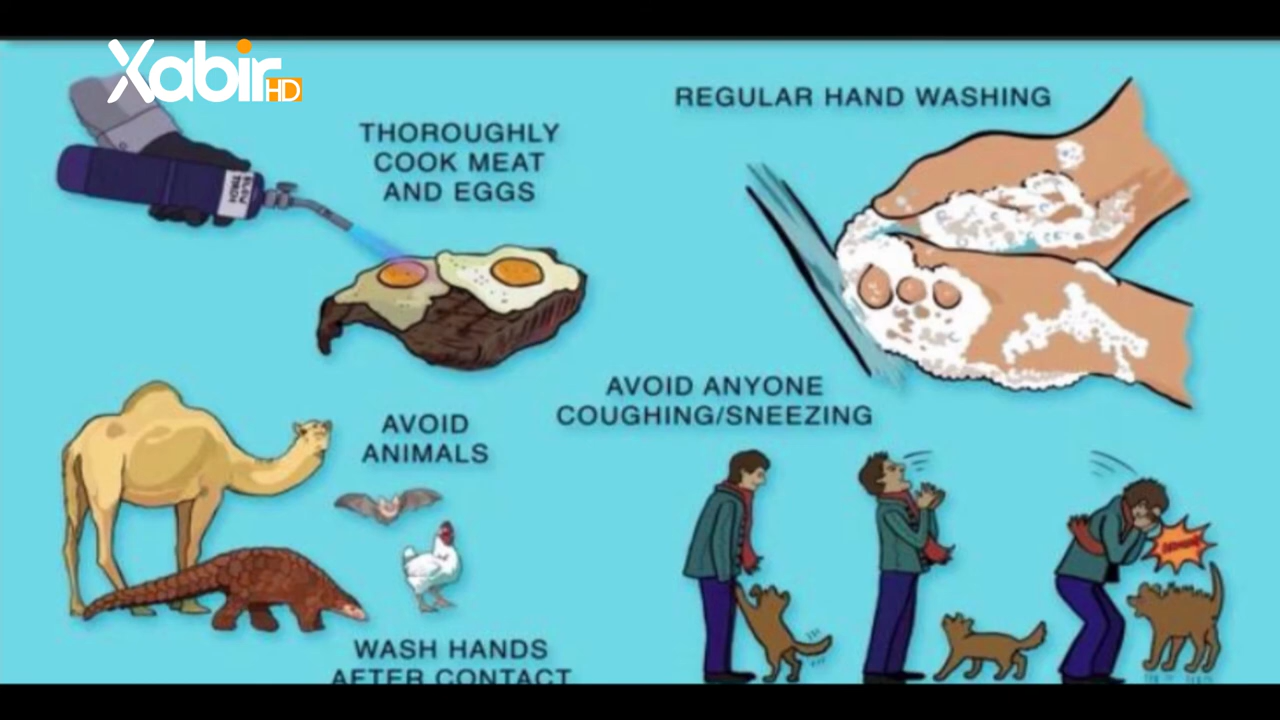 Xabir
HD
THOROUGHLY
COOK MEAT
AND EGGS
REGULAR HAND WASHING
AVOID
ANIMALS
AVOID ANYONE
COUGHING/SNEEZING
WASH HANDS
AFTER CONTACT